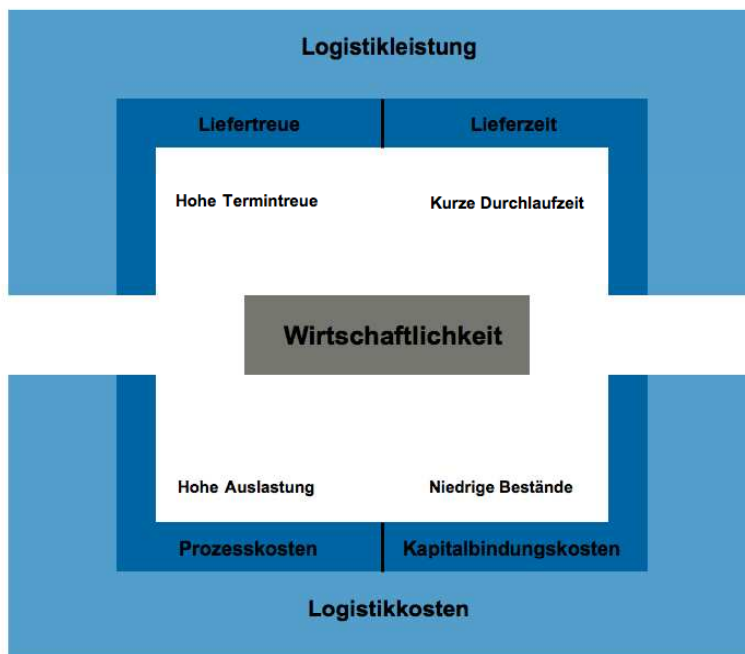 Logistikleistung
Liefertreue
Lieferzeit
Hohe Termintreue
Kurze Durchlaufzeit
Wirtschaftlichkeit
Hohe Auslastung
Niedrige Bestände
Prozesskosten
Kapitalbindungskosten
Logistikkosten